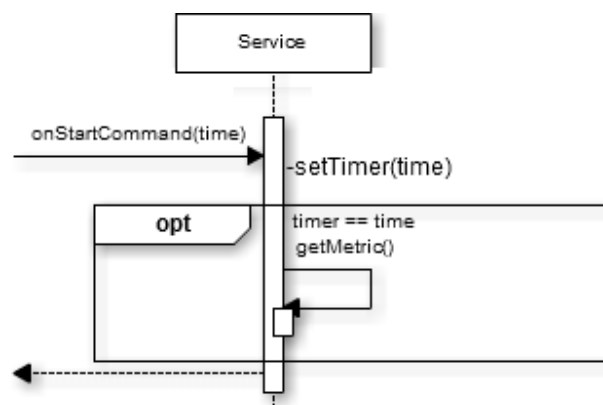 Service
onStartCommand(time)
-setTimer(time)
opt
timer == time
getMetric()